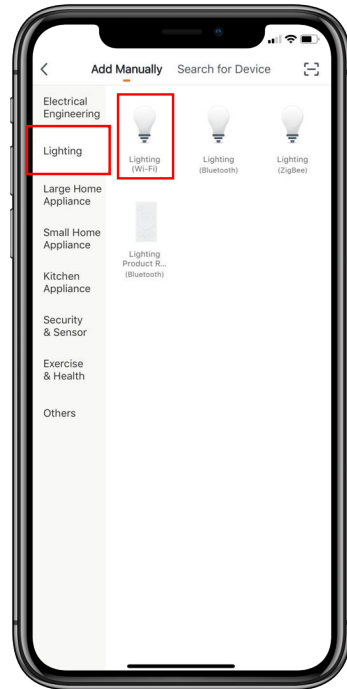 Add Manually Search for Device
Electrical
Engineering
Lighting
Large Home
Appliance
Small Home
Appliance
Kitchen
Appliance
Security
& Sensor
Exercise
& Health
Others
Lighting
(Wi-Fi)
Lighting
(Bluetooth)
Lighting
(ZigBee)
Lighting
Product R...
(Bluetooth)